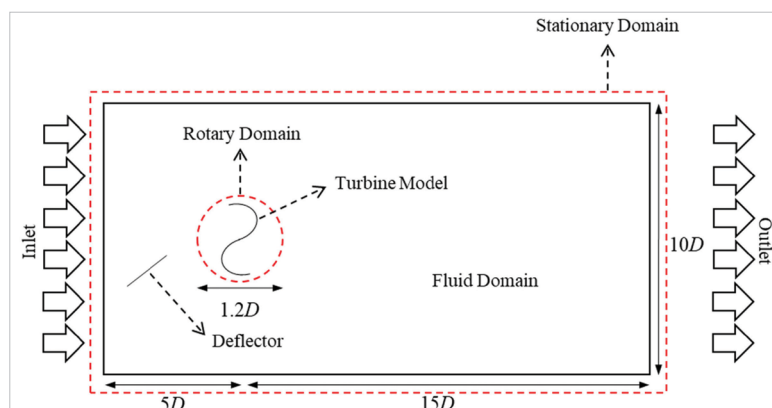 Stationary Domain
Rotary Domain
Turbine Model
Inlet
Outlet
10D
Fluid Domain
1.2D
Deflector
5D
15D